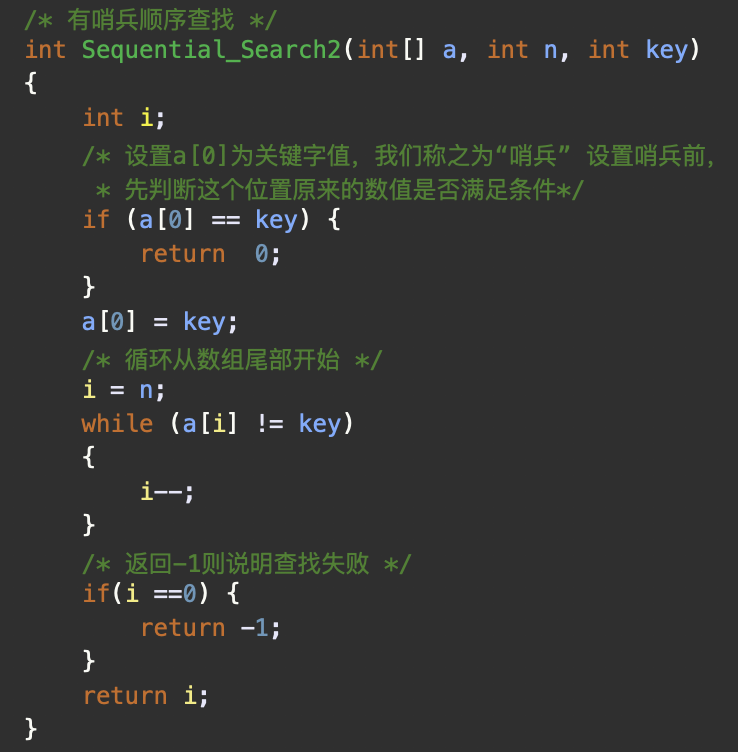 /* 有哨兵顺序查找 */
int Sequential_Search2(int[] a, int n, int key)
{
    int i;
    /* 设置a[0]为关键字值，我们称之为“哨兵” 设置哨兵前，
     * 先判断这个位置原来的数值是否满足条件*/
    if (a[0] == key) {
        return  0;
    }
    a[0] = key;
    /* 循环从数组尾部开始 */
    i = n;
    while (a[i] != key)
    {
        i--;
    }
    /* 返回-1则说明查找失败 */
    if(i ==0) {
        return -1;
    }
    return i;
}